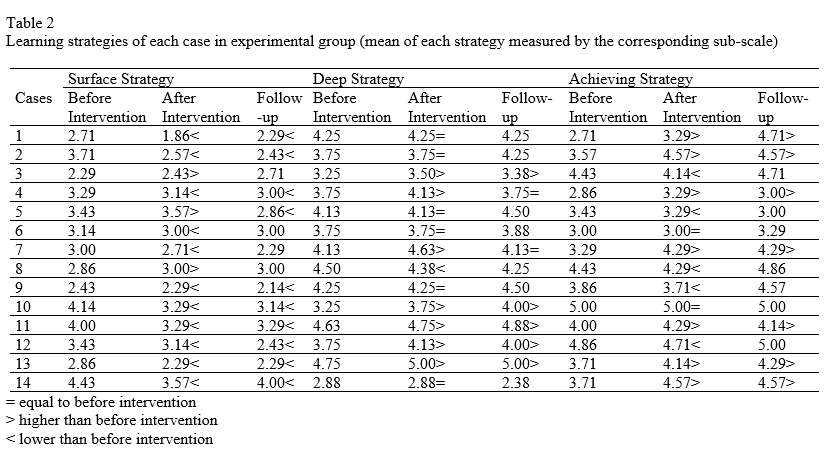 Table 2
Learning strategies of each case in experimental group (mean of each strategy measured by the corresponding sub-scale)
Surface Strategy Deep Strategy Achieving Strategy
Cases Before After Follow Before After Follow- Before After Follow-
Intervention Intervention -up Intervention Intervention up Intervention Intervention up
1 2.71 1.86< 2.29< 4.25 4.25= 4.25 2.71 3.29> 4.71>
2 3.71 2.57< 2.43< 3.75 3.75= 4.25 3.57 4.57> 4.57>
3 2.29 2.43> 2.71 3.25 3.50> 3.38> 4.43 4.14< 4.71
4 3.29 3.14< 3.00< 3.75 4.13> 3.75= 2.86 3.29> 3.00>
5 3.43 3.57> 2.86< 4.13 4.13= 4.50 3.43 3.29< 3.00
6 3.14 3.00< 3.00 3.75 3.75= 3.88 3.00 3.00= 3.29
7 3.00 2.71< 2.29 4.13 4.63> 4.13= 3.29 4.29> 4.29>
8 2.86 3.00> 3.00 4.50 4.38< 4.25 4.43 4.29< 4.86
9 2.43 2.29< 2.14< 4.25 4.25= 4.50 3.86 3.71< 4.57
10 4.14 3.29< 3.14< 3.25 3.75> 4.00> 5.00 5.00= 5.00
11 4.00 3.29< 3.29< 4.63 4.75> 4.88> 4.00 4.29> 4.14>
12 3.43 3.14< 2.43< 3.75 4.13> 4.00> 4.86 4.71< 5.00
13 2.86 2.29< 2.29< 4.75 5.00> 5.00> 3.71 4.14> 4.29>
14 4.43 3.57< 4.00< 2.88 2.88= 2.38 3.71 4.57> 4.57>
= equal to before intervention
> higher than before intervention
< lower than before intervention